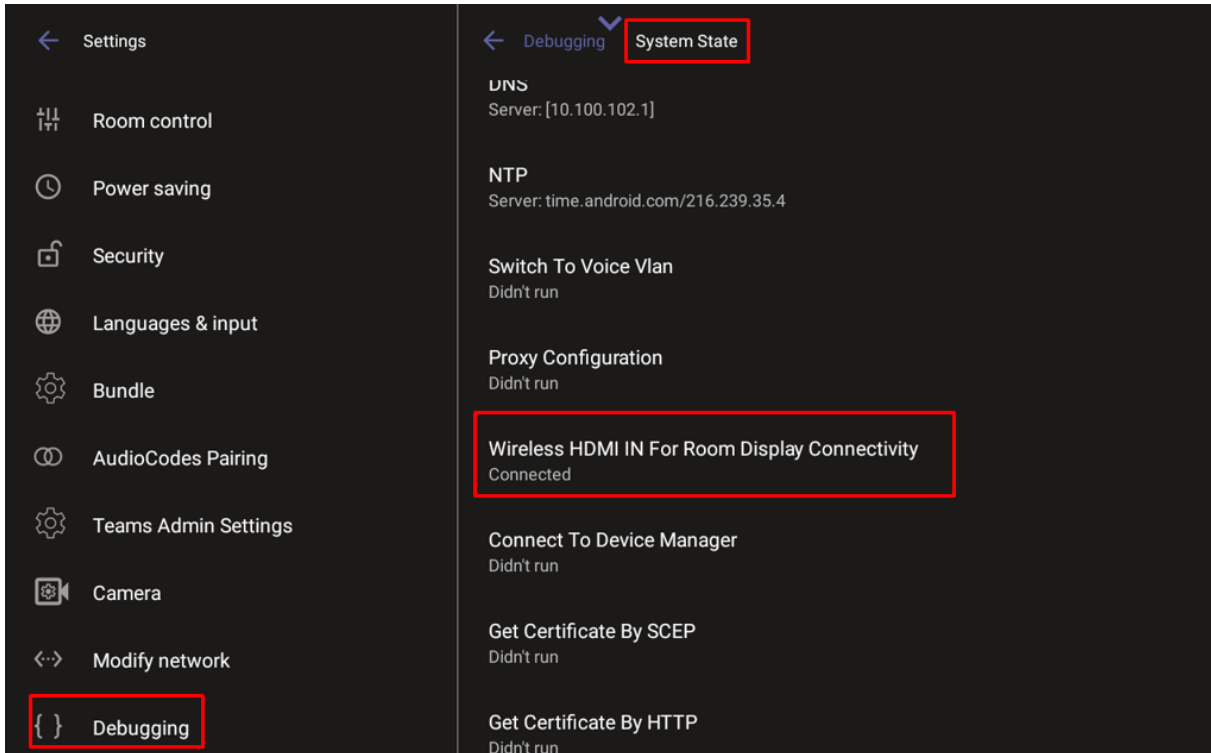 Settings
Room control
Power saving
Security
Languages & input
Bundle
AudioCodes Pairing
Teams Admin Settings
Camera
Modify network
Debugging
Debugging System State
DNS
Server: [10.100.102.1]
NTP
Server: time.android.com/216.239.35.4
Switch To Voice Vlan
Didn't run
Proxy Configuration
Didn't run
Wireless HDMI IN For Room Display Connectivity
Connected
Connect To Device Manager
Didn't run
Get Certificate By SCEP
Didn't run
Get Certificate By HTTP
Didn't run